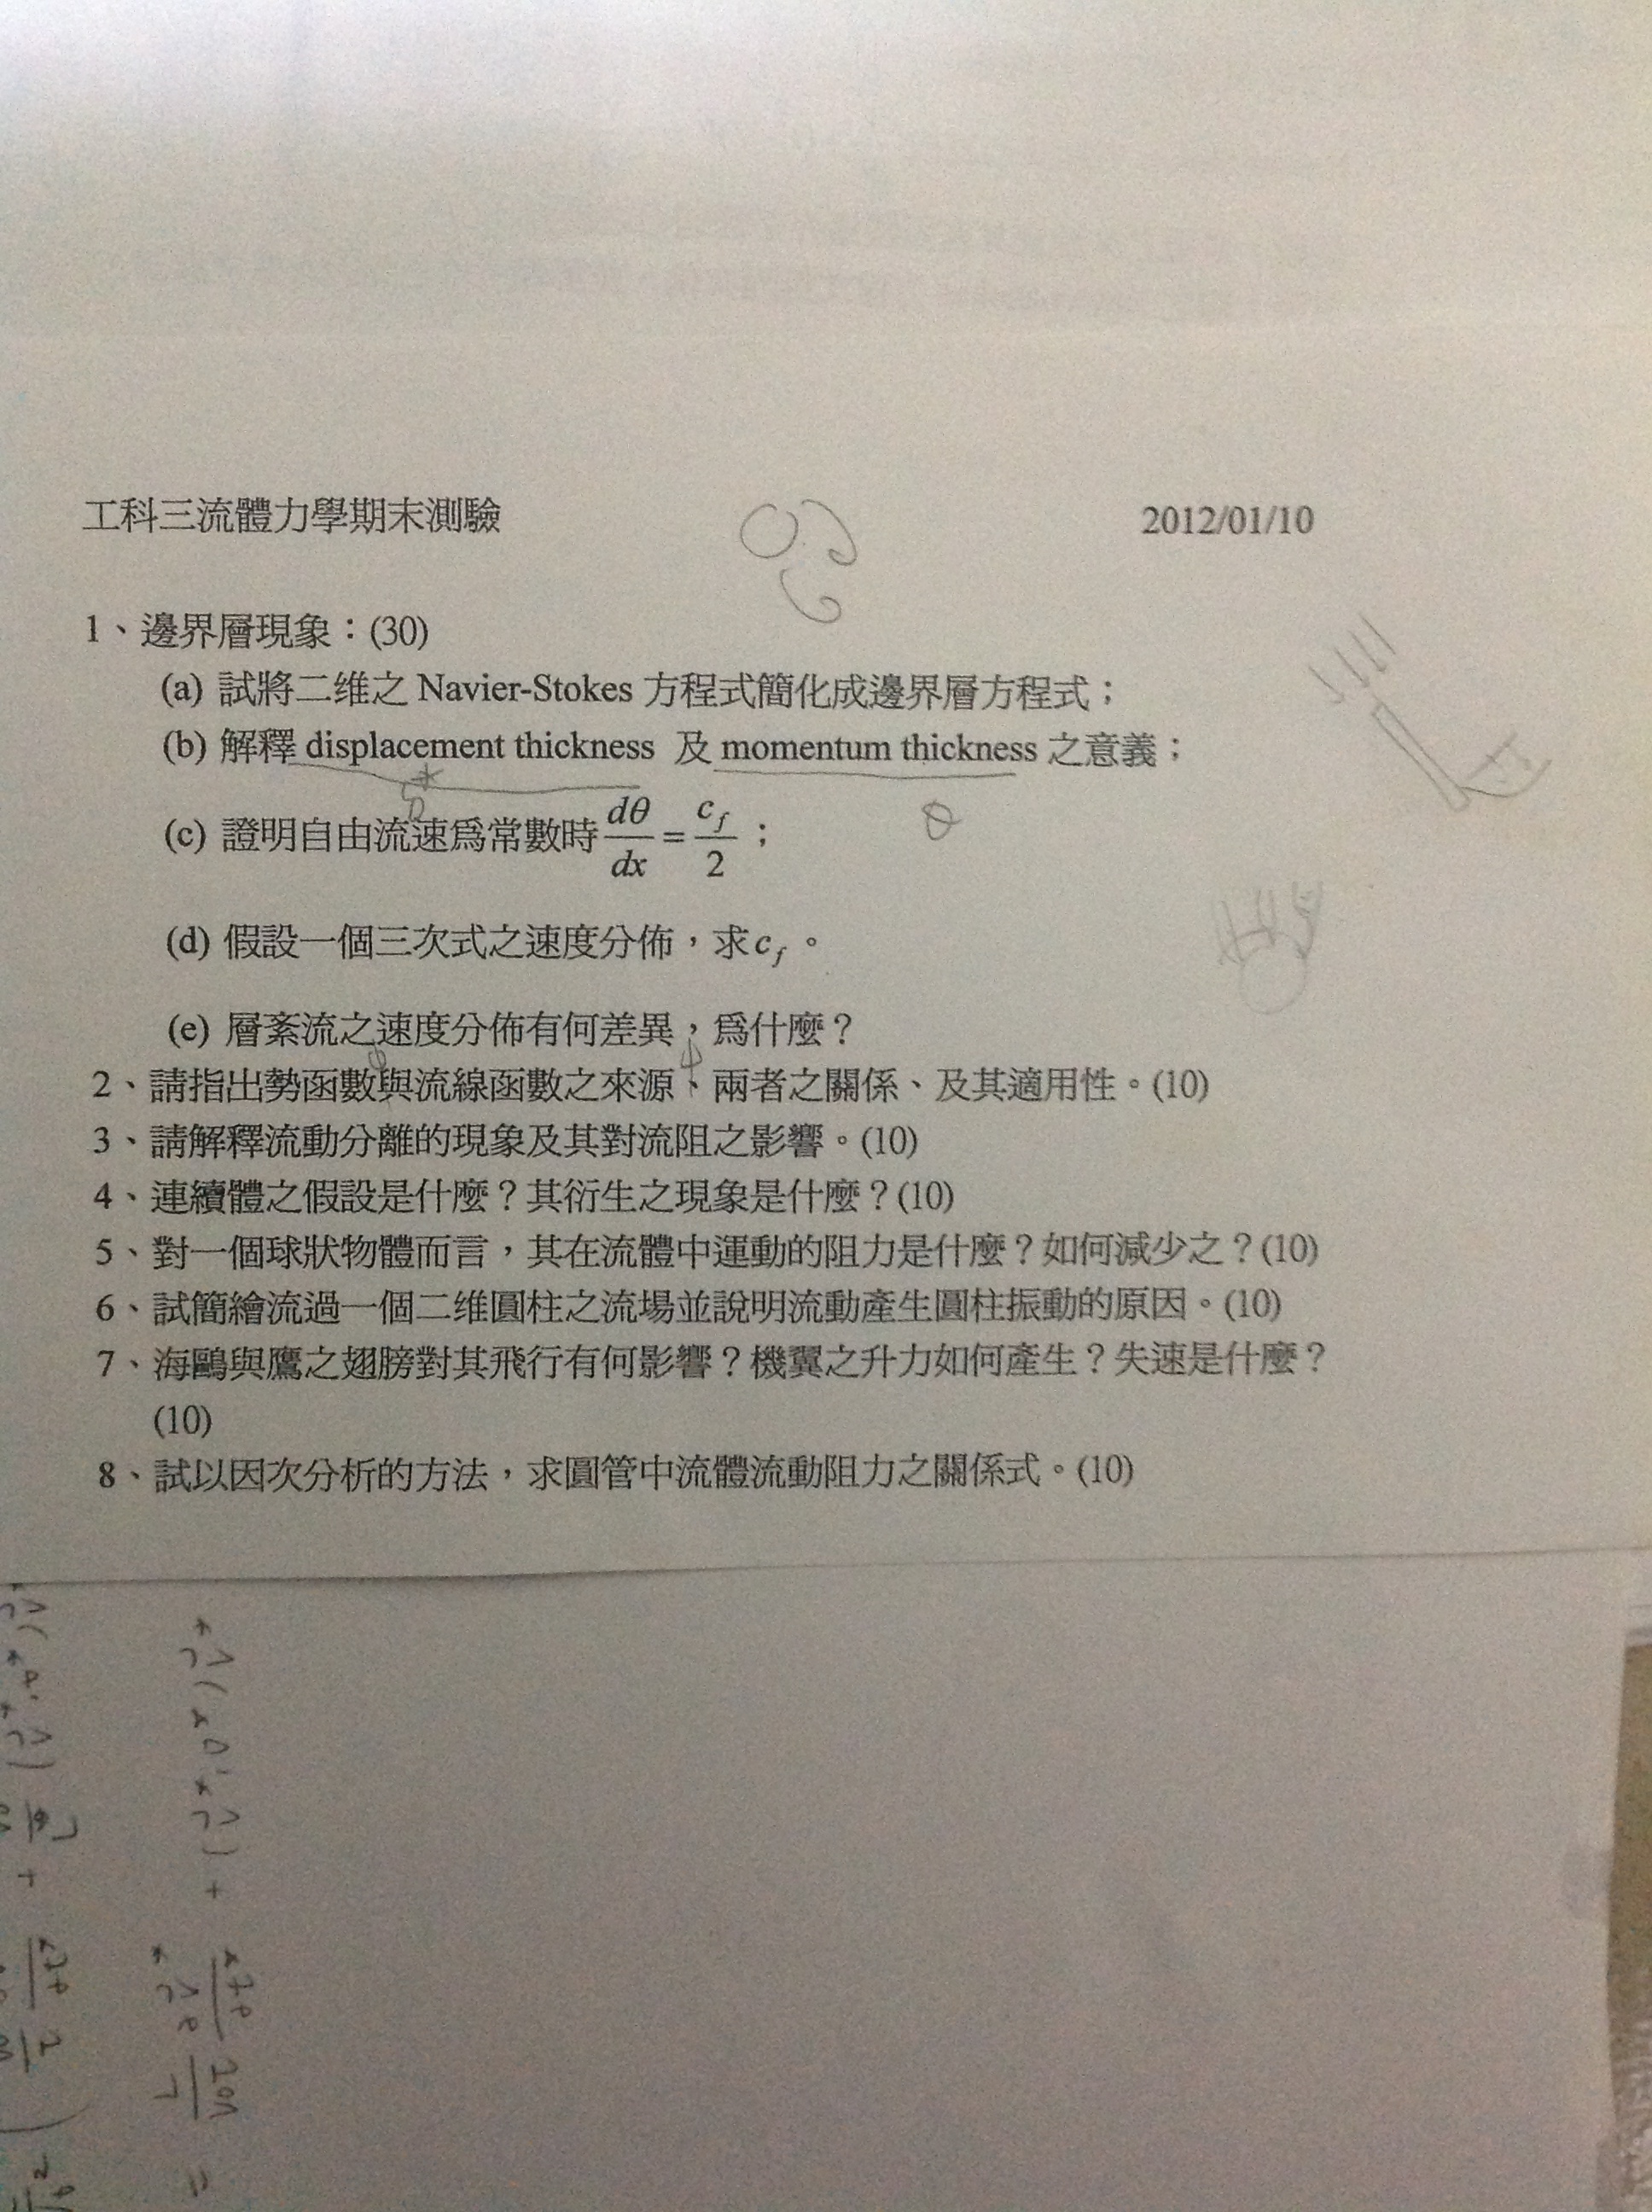 工科三流體力學期末測驗 2012/01/10
1、邊界層現象：(30)
(a) 試將二维之 Navier-Stokes 方程式簡化成邊界層方程式；
(b) 解釋 displacement thickness 及 momentum thickness 之意義；
(c) 證明自由流速為常數時 dθ/dx = c_f/2 ；
θ
(d) 假設一個三次式之速度分佈，求 c_f 。
(e) 層紊流之速度分佈有何差異，為什麼？
2、請指出勢函數與流線函數之來源、兩者之關係、及其適用性。(10)
3、請解釋流動分離的現象及其對流阻之影響。(10)
4、連續體之假設是什麼？其衍生之現象是什麼？(10)
5、對一個球狀物體而言，其在流體中運動的阻力是什麼？如何減少之？(10)
6、試簡繪流過一個二维圓柱之流場並說明流動產生圓柱振動的原因。(10)
7、海鷗與鷹之翅膀對其飛行有何影響？機翼之升力如何產生？失速是什麼？
(10)
8、試以因次分析的方法，求圓管中流體流動阻力之關係式。(10)